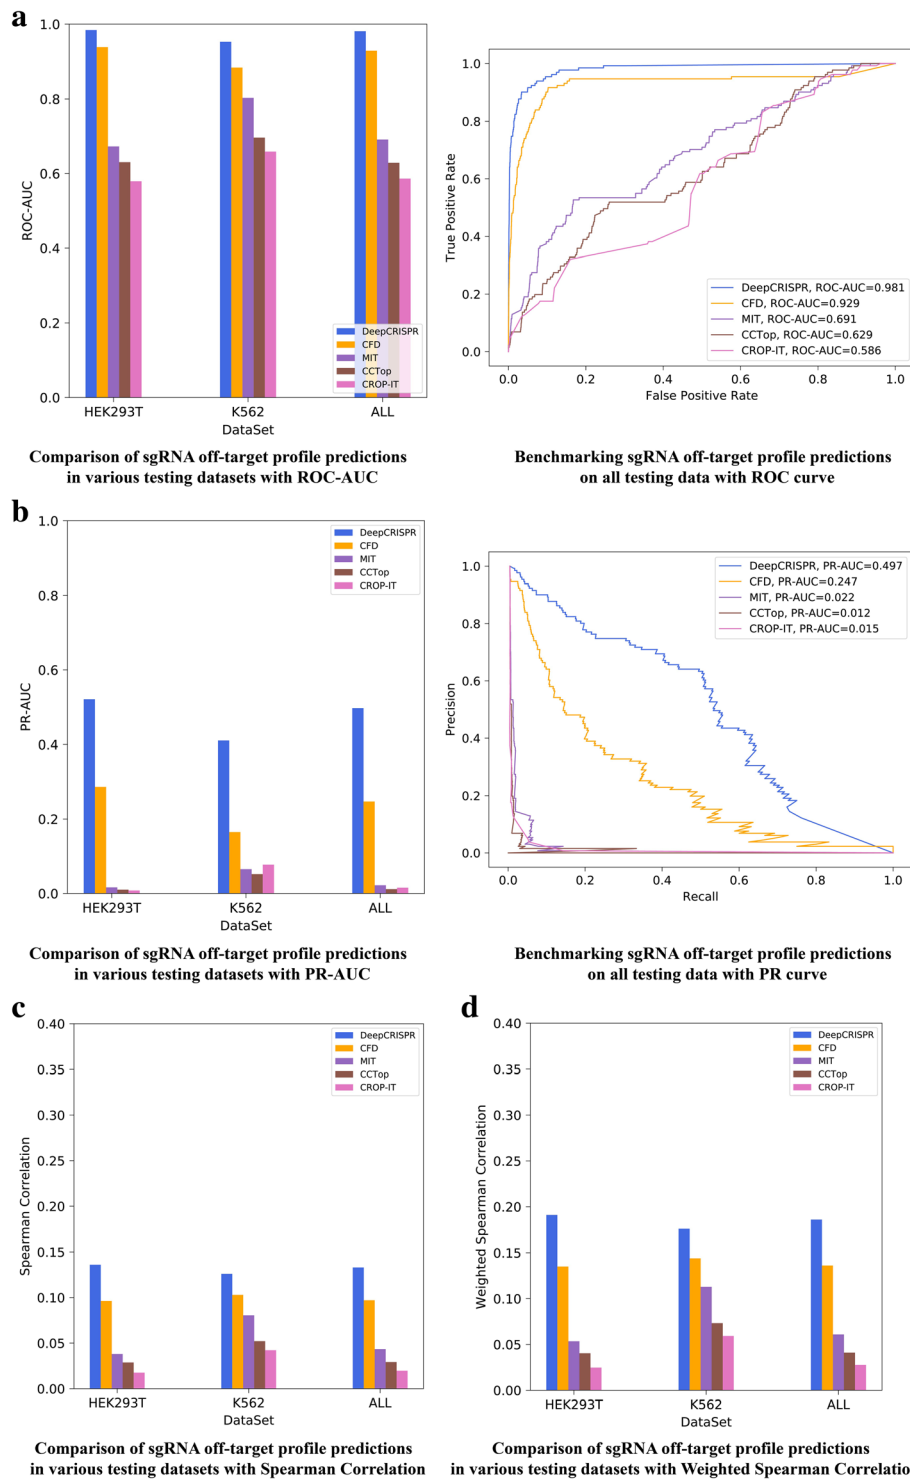 a
1.0
0.8
0.6
0.4
0.2
0.0
ROC-AUC
DeepCRISPR
CFD
MIT
CCTop
CROP-IT
HEK293T
K562
ALL
DataSet
Comparison of sgRNA off-target profile predictions
in various testing datasets with ROC-AUC
1.0
0.8
0.6
0.4
0.2
0.0
True Positive Rate
DeepCRISPR, ROC-AUC=0.981
CFD, ROC-AUC=0.929
MIT, ROC-AUC=0.691
CCTop, ROC-AUC=0.629
CROP-IT, ROC-AUC=0.586
0.0 0.2 0.4 0.6 0.8 1.0
False Positive Rate
Benchmarking sgRNA off-target profile predictions
on all testing data with ROC curve
b
1.0
0.8
0.6
0.4
0.2
0.0
PR-AUC
DeepCRISPR
CFD
MIT
CCTop
CROP-IT
HEK293T
K562
ALL
DataSet
Comparison of sgRNA off-target profile predictions
in various testing datasets with PR-AUC
1.0
0.8
0.6
0.4
0.2
0.0
Precision
DeepCRISPR, PR-AUC=0.497
CFD, PR-AUC=0.247
MIT, PR-AUC=0.022
CCTop, PR-AUC=0.012
CROP-IT, PR-AUC=0.015
0.0 0.2 0.4 0.6 0.8 1.0
Recall
Benchmarking sgRNA off-target profile predictions
on all testing data with PR curve
c
0.40
0.35
0.30
0.25
0.20
0.15
0.10
0.05
0.00
Spearman Correlation
DeepCRISPR
CFD
MIT
CCTop
CROP-IT
HEK293T
K562
ALL
DataSet
Comparison of sgRNA off-target profile predictions
in various testing datasets with Spearman Correlation
d
0.40
0.35
0.30
0.25
0.20
0.15
0.10
0.05
0.00
Weighted Spearman Correlation
DeepCRISPR
CFD
MIT
CCTop
CROP-IT
HEK293T
K562
ALL
DataSet
Comparison of sgRNA off-target profile predictions
in various testing datasets with Weighted Spearman Correlatio